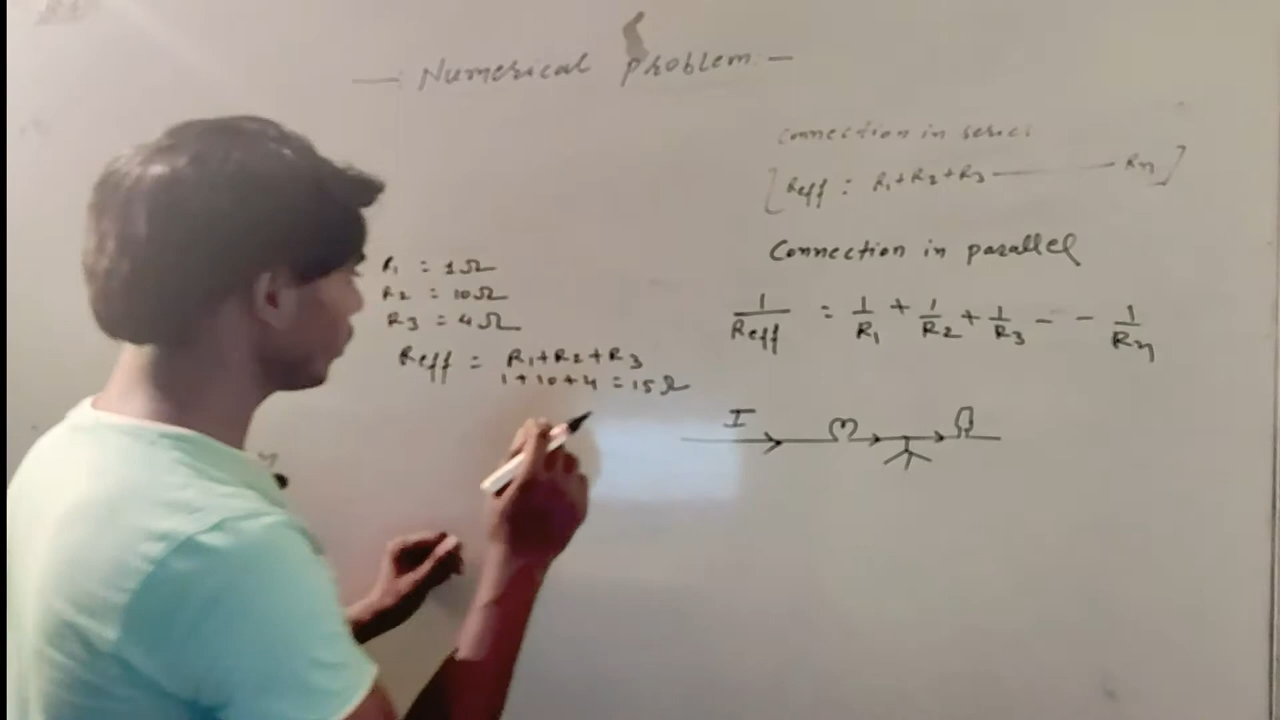 — Numerical problem —
Connection in series
[Reff = R₁+R₂+R₃ ——— Rn]
Connection in parallel
1/Reff = 1/R₁ + 1/R₂ + 1/R₃ - - 1/Rn
I
R₁ = 1Ω
R₂ = 10Ω
R₃ = 4Ω
Reff = R₁+R₂+R₃
1+10+4 = 15Ω